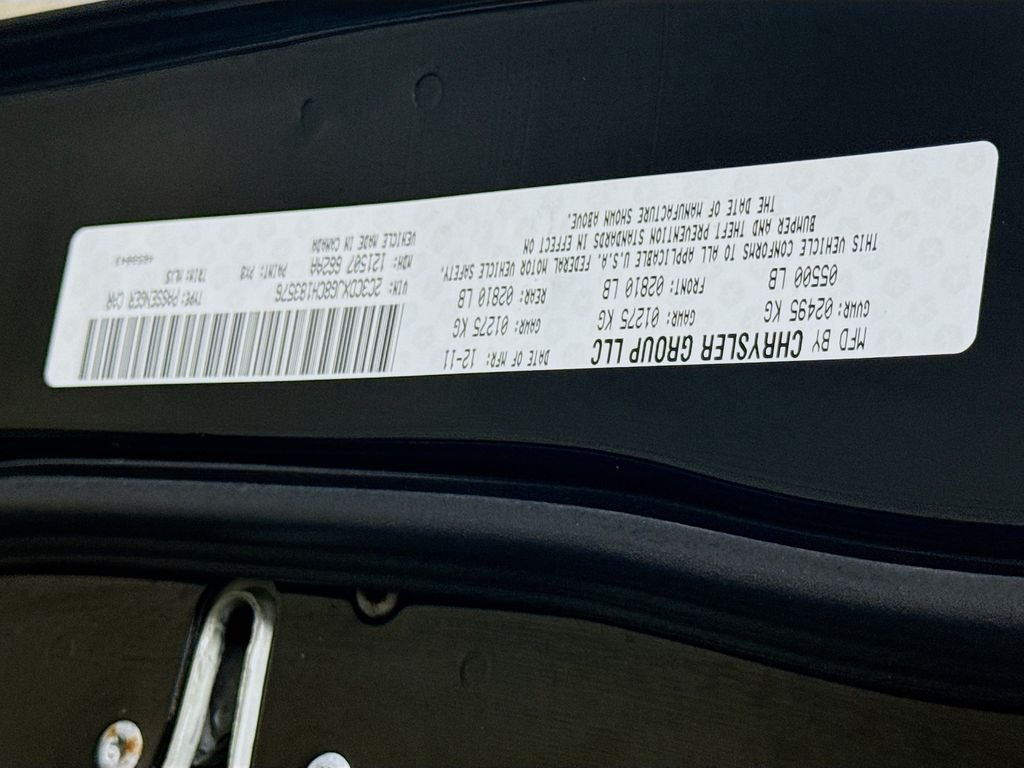 MFD BY CHRYSLER GROUP LLC DATE OF MFR: 12-11
GVWR: 02495 KG GAWR: 01275 KG GAWR: 01275 KG
05500 LB FRONT: 02810 LB REAR: 02810 LB
THIS VEHICLE CONFORMS TO ALL APPLICABLE U.S.A. FEDERAL MOTOR VEHICLE SAFETY,
BUMPER AND THEFT PREVENTION STANDARDS IN EFFECT ON
THE DATE OF MANUFACTURE SHOWN ABOVE.
VIN: 2C3CDXJG8CH183576 TYPE: PASSENGER CAR
MDH: 121507 662AA PAINT: PX8 TRIM:
VEHICLE MADE IN CANADA